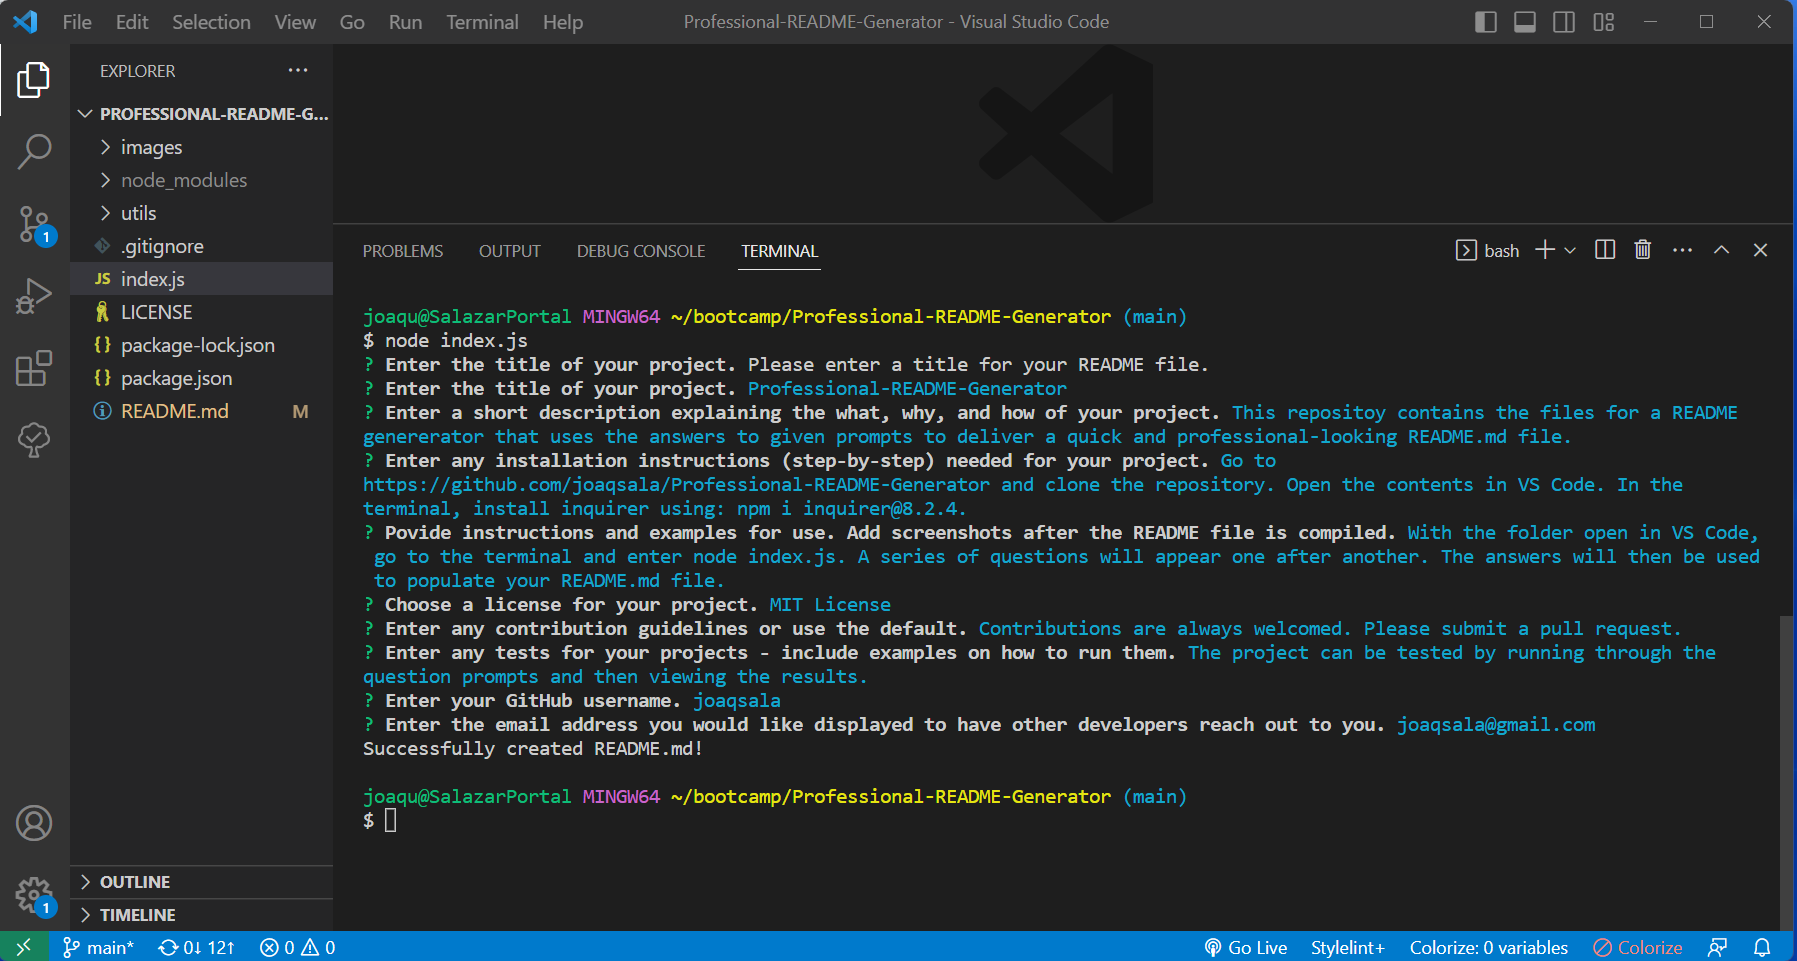 File Edit Selection View Go Run Terminal Help Professional-README-Generator - Visual Studio Code
EXPLORER
PROFESSIONAL-README-G...
images
node_modules
utils
.gitignore
JS index.js
LICENSE
{} package-lock.json
{} package.json
README.md M
OUTLINE
TIMELINE
1
1
PROBLEMS OUTPUT DEBUG CONSOLE TERMINAL bash
joaqu@SalazarPortal MINGW64 ~/bootcamp/Professional-README-Generator (main)
$ node index.js
? Enter the title of your project. Please enter a title for your README file.
? Enter the title of your project. Professional-README-Generator
? Enter a short description explaining the what, why, and how of your project. This repositoy contains the files for a README
genererator that uses the answers to given prompts to deliver a quick and professional-looking README.md file.
? Enter any installation instructions (step-by-step) needed for your project. Go to
https://github.com/joaqsala/Professional-README-Generator and clone the repository. Open the contents in VS Code. In the
terminal, install inquirer using: npm i inquirer@8.2.4.
? Povide instructions and examples for use. Add screenshots after the README file is compiled. With the folder open in VS Code,
go to the terminal and enter node index.js. A series of questions will appear one after another. The answers will then be used
to populate your README.md file.
? Choose a license for your project. MIT License
? Enter any contribution guidelines or use the default. Contributions are always welcomed. Please submit a pull request.
? Enter any tests for your projects - include examples on how to run them. The project can be tested by running through the
question prompts and then viewing the results.
? Enter your GitHub username. joaqsala
? Enter the email address you would like displayed to have other developers reach out to you. joaqsala@gmail.com
Successfully created README.md!
joaqu@SalazarPortal MINGW64 ~/bootcamp/Professional-README-Generator (main)
$
main* 0↓ 12↑ 0 0 Go Live Stylelint+ Colorize: 0 variables Colorize